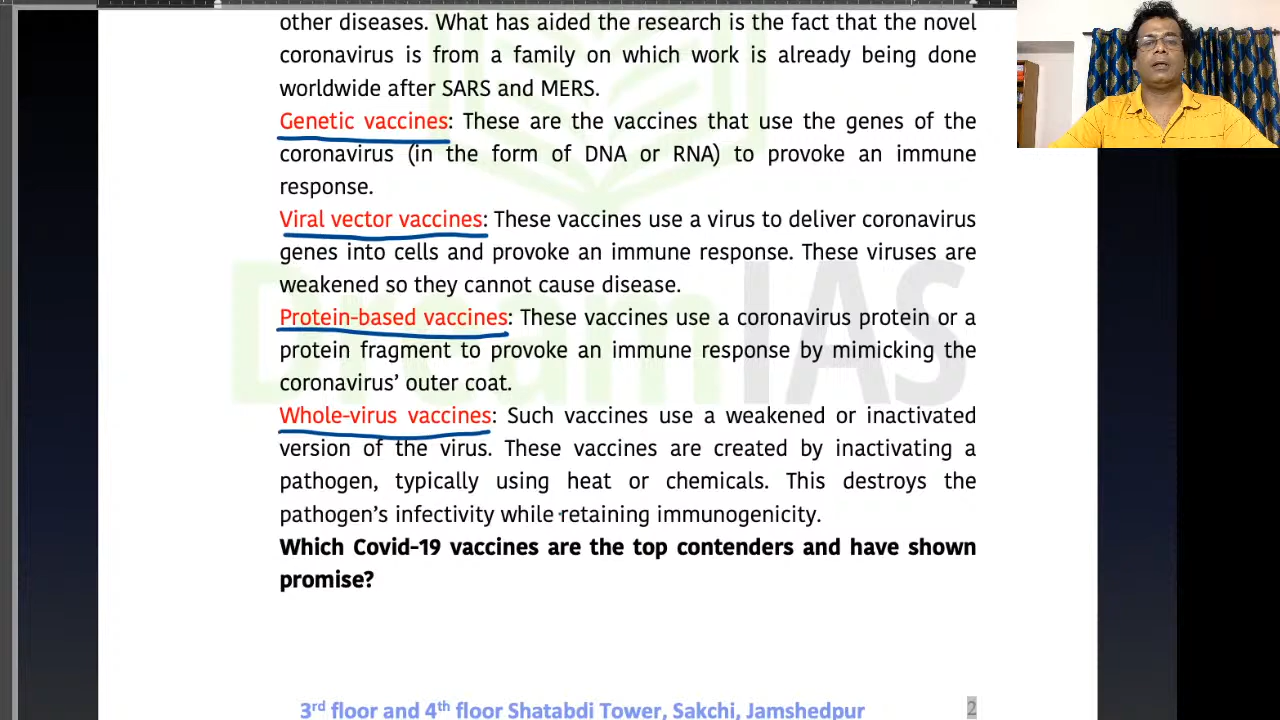 other diseases. What has aided the research is the fact that the novel
coronavirus is from a family on which work is already being done
worldwide after SARS and MERS.
Genetic vaccines: These are the vaccines that use the genes of the
coronavirus (in the form of DNA or RNA) to provoke an immune
response.
Viral vector vaccines: These vaccines use a virus to deliver coronavirus
genes into cells and provoke an immune response. These viruses are
weakened so they cannot cause disease.
Protein-based vaccines: These vaccines use a coronavirus protein or a
protein fragment to provoke an immune response by mimicking the
coronavirus’ outer coat.
Whole-virus vaccines: Such vaccines use a weakened or inactivated
version of the virus. These vaccines are created by inactivating a
pathogen, typically using heat or chemicals. This destroys the
pathogen’s infectivity while retaining immunogenicity.
Which Covid-19 vaccines are the top contenders and have shown
promise?
DreamIAS
3rd floor and 4th floor Shatabdi Tower, Sakchi, Jamshedpur
2